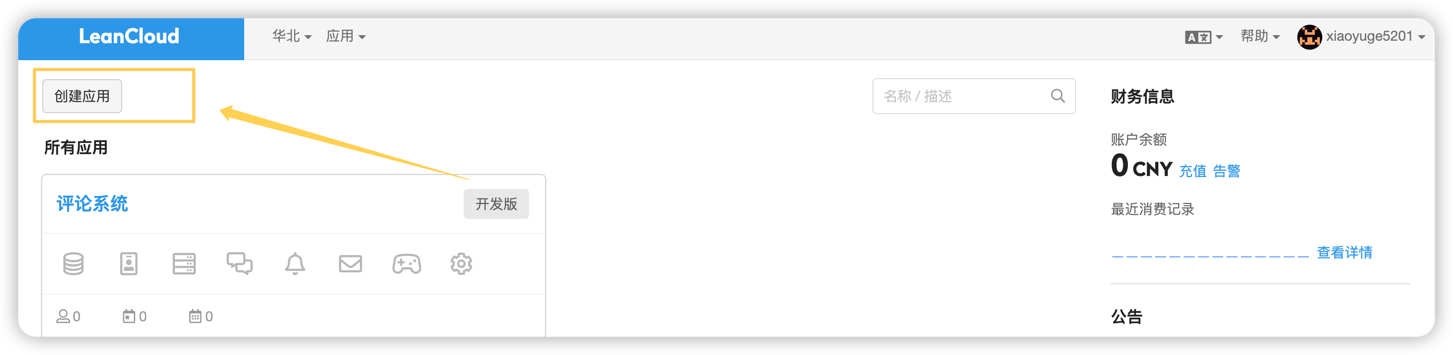 LeanCloud
华北 应用
帮助 xiaoyuge5201
创建应用
名称 / 描述
所有应用
评论系统 开发版
0 0 0
财务信息
账户余额
0 CNY 充值 告警
最近消费记录
查看详情
公告